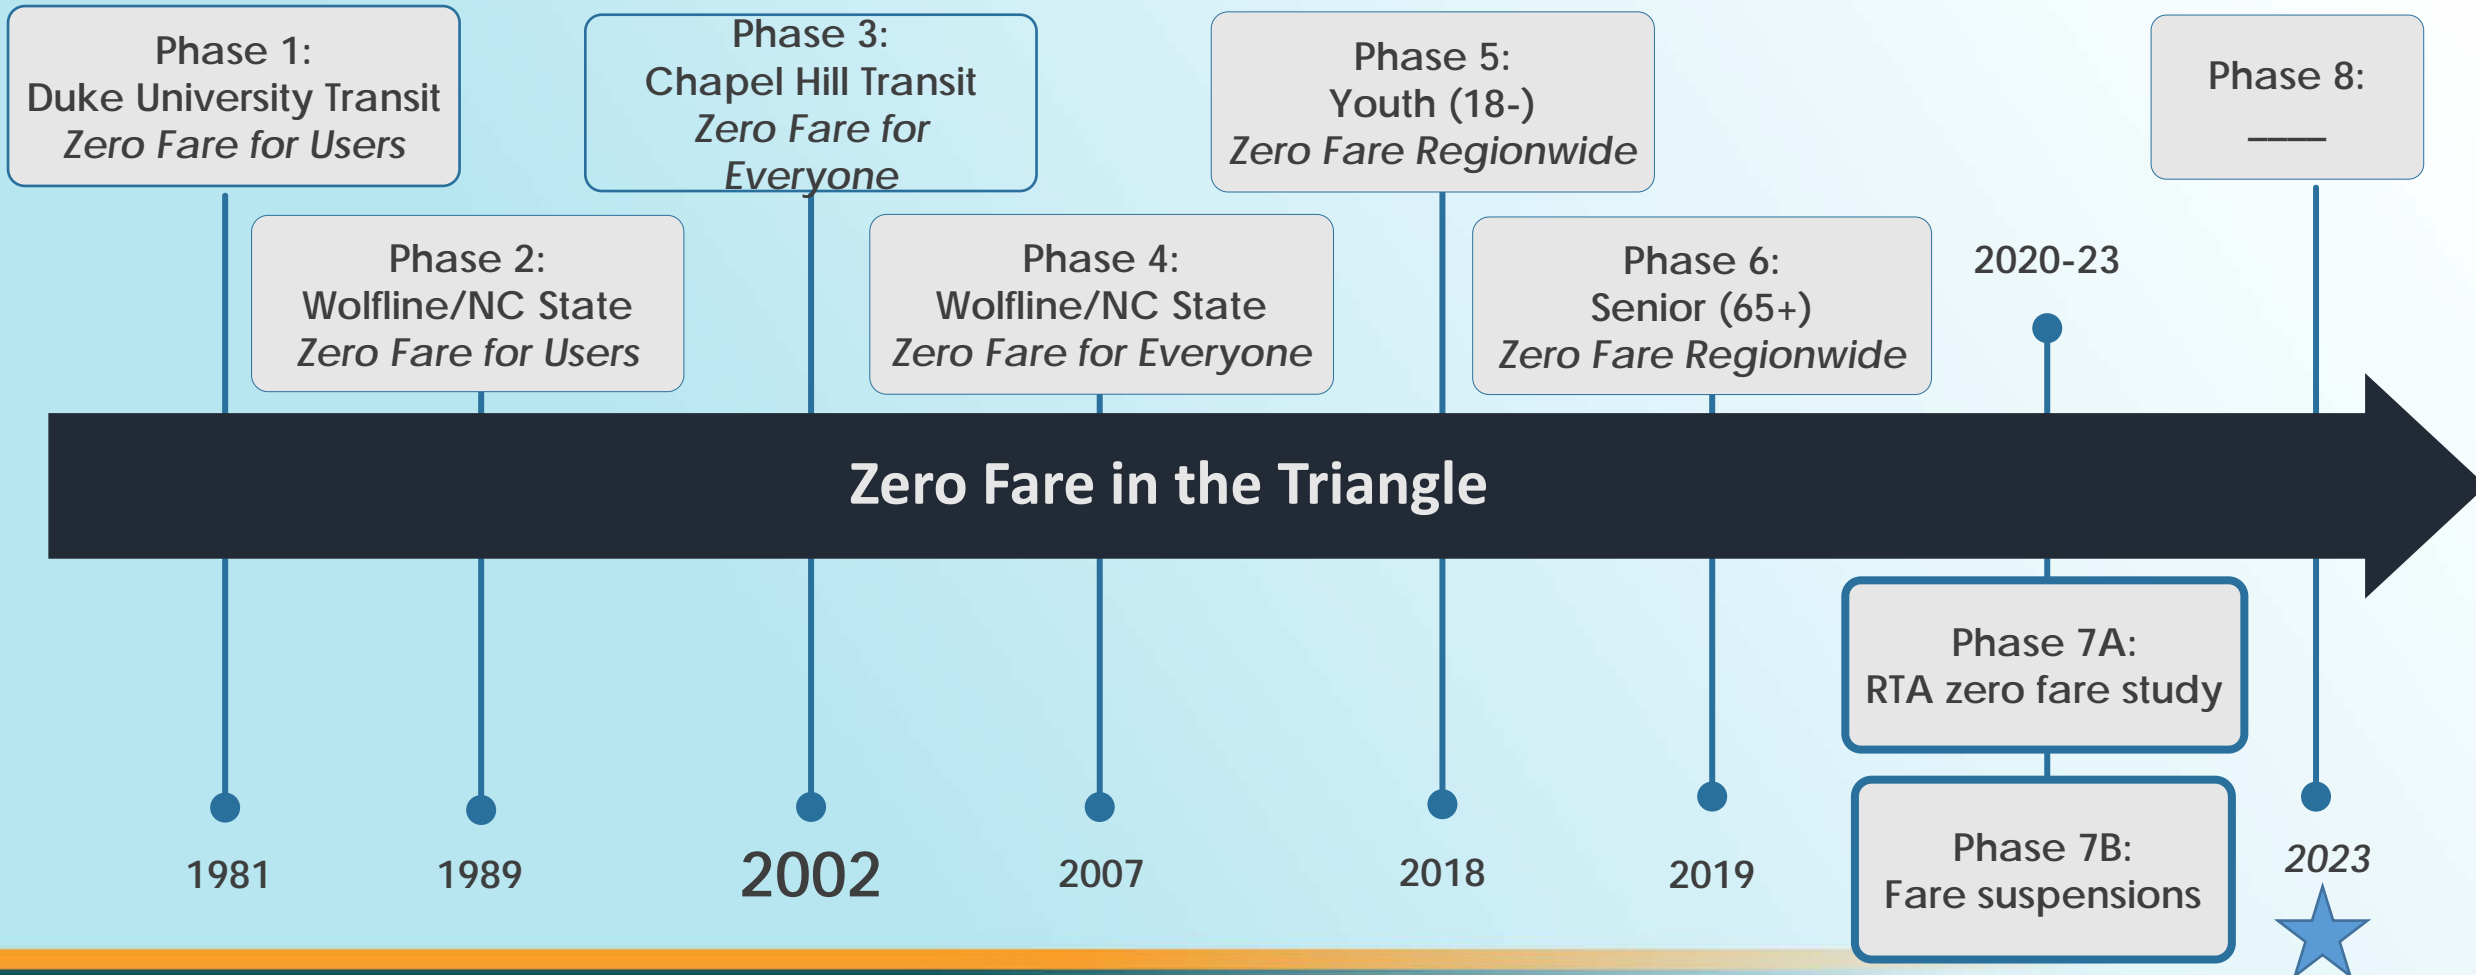 Phase 1:
Duke University Transit
Zero Fare for Users
Phase 2:
Wolfline/NC State
Zero Fare for Users
Phase 3:
Chapel Hill Transit
Zero Fare for
Everyone
Phase 4:
Wolfline/NC State
Zero Fare for Everyone
Phase 5:
Youth (18-)
Zero Fare Regionwide
Phase 6:
Senior (65+)
Zero Fare Regionwide
2020-23
Phase 8:
____
Zero Fare in the Triangle
Phase 7A:
RTA zero fare study
Phase 7B:
Fare suspensions
1981
1989
2002
2007
2018
2019
2023